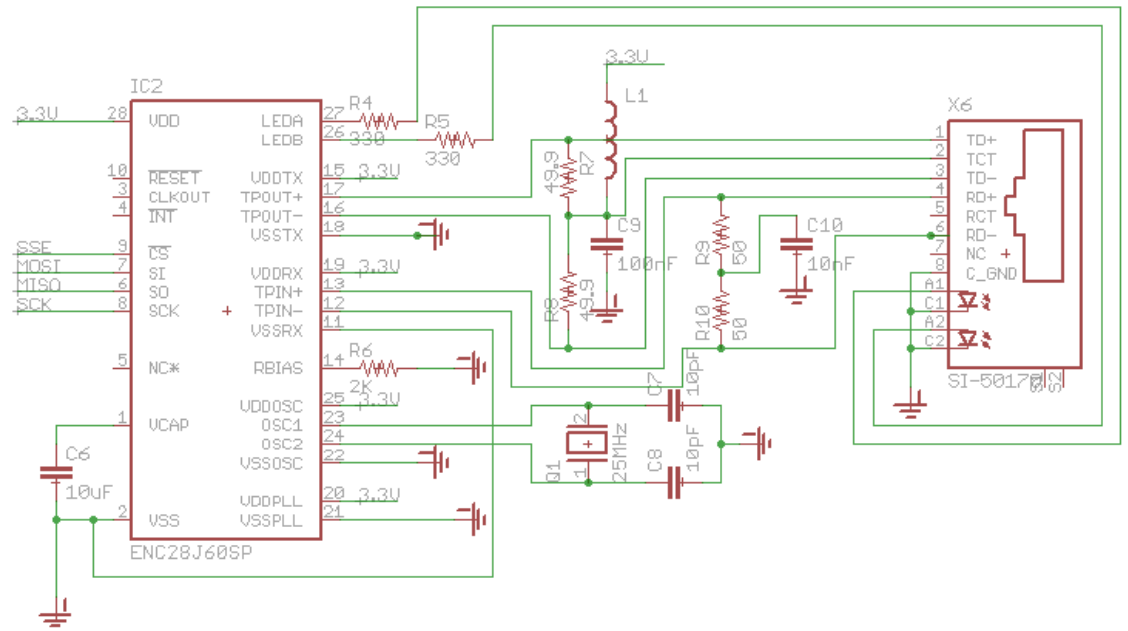 IC2
3.3V
28
VDD
10
RESET
3
CLKOUT
4
INT
SSE
9
CS
MOSI
7
SI
MISO
6
SO
SCK
8
SCK
5
NC*
1
VCAP
2
VSS
ENC28J60SP
LEDA
27
R4
330
LEDB
26
R5
330
VDDTX
15
3.3V
TPOUT+
17
TPOUT-
16
VSSTX
18
VDDRX
19
3.3V
TPIN+
13
TPIN-
12
VSSRX
11
RBIAS
14
R6
2K
VDDOSC
25
3.3V
OSC1
23
OSC2
24
VSSOSC
22
VDDPLL
20
3.3V
VSSPLL
21
C6
10uF
3.3V
L1
R7
49.9
R8
49.9
C9
100nF
R9
50
R10
50
C10
10nF
C7
10pF
C8
10pF
Q1
2
1
25MHz
X6
1
TD+
2
TCT
3
TD-
4
RD+
5
RCT
6
RD-
7
NC
8
C_GND
A1
C1
A2
C2
S2